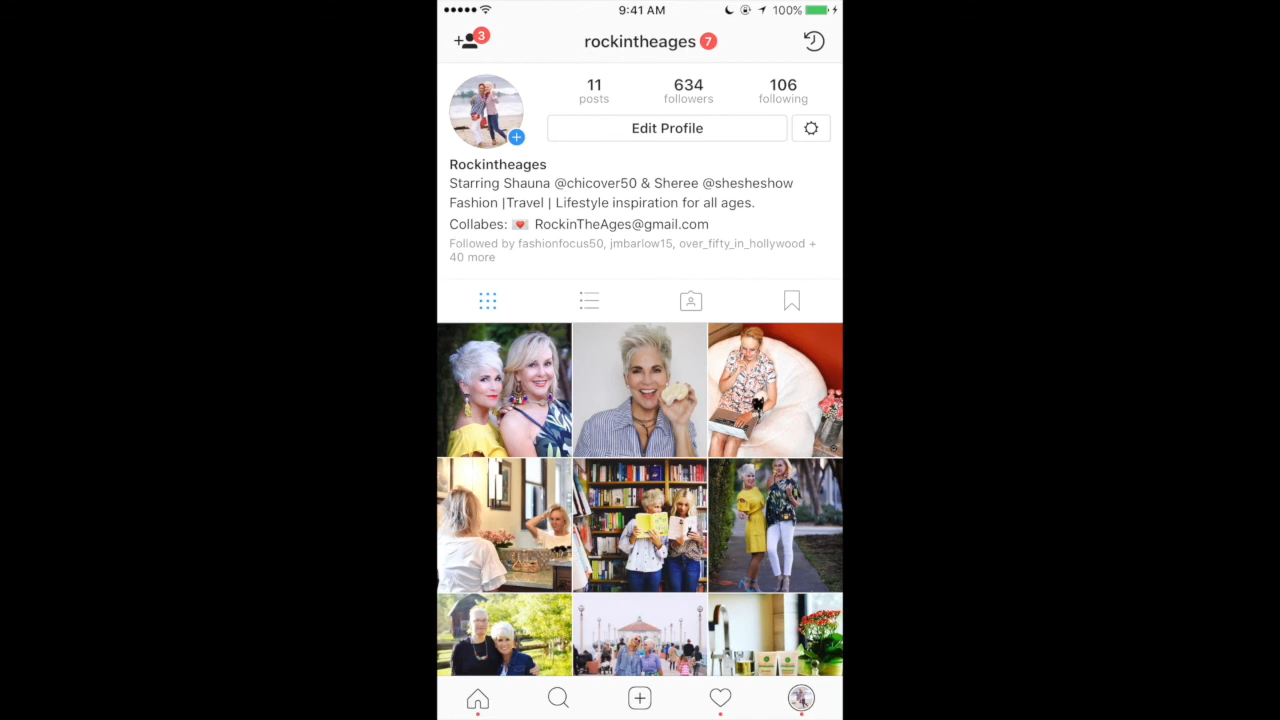 9:41 AM
100%
3
rockintheages 7
11
posts
634
followers
106
following
Edit Profile
Rockintheages
Starring Shauna @chicover50 & Sheree @shesheshow
Fashion |Travel | Lifestyle inspiration for all ages.
Collabes: 💌 RockinTheAges@gmail.com
Followed by fashionfocus50, jmbarlow15, over_fifty_in_hollywood +
40 more